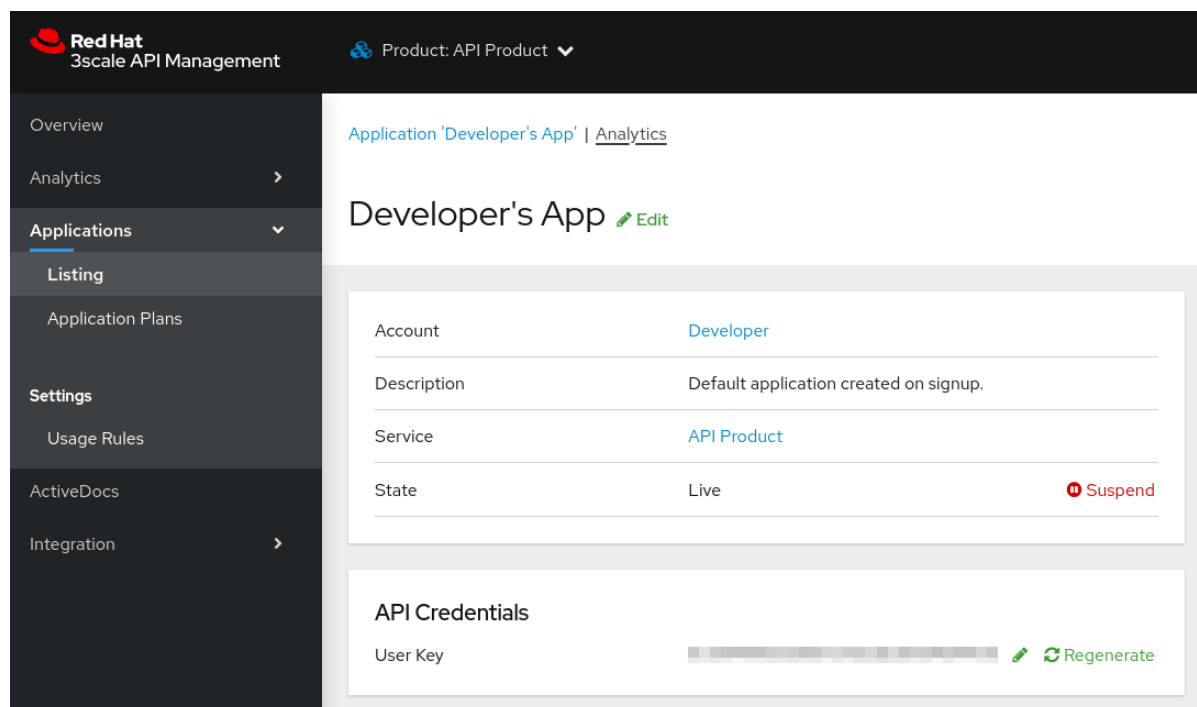 Red Hat
3scale API Management
Product: API Product
Overview
Analytics
Applications
Listing
Application Plans
Settings
Usage Rules
ActiveDocs
Integration
Application 'Developer's App' | Analytics
Developer's App Edit
Account Developer
Description Default application created on signup.
Service API Product
State Live Suspend
API Credentials
User Key Regenerate